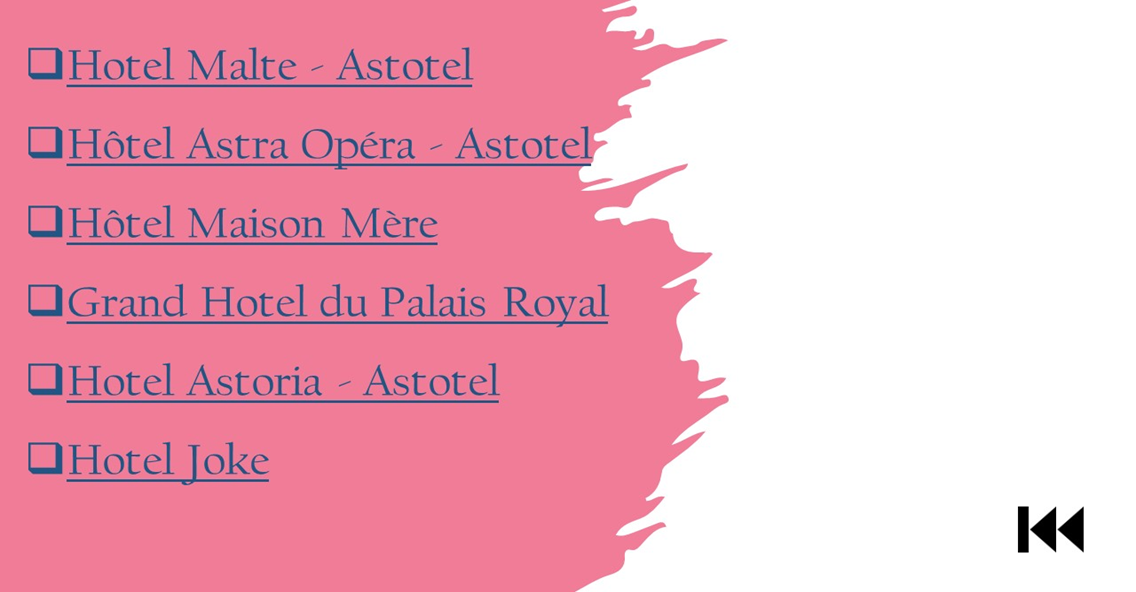 Hotel Malte - Astotel
Hôtel Astra Opéra - Astotel
Hôtel Maison Mère
Grand Hotel du Palais Royal
Hotel Astoria - Astotel
Hotel Joke